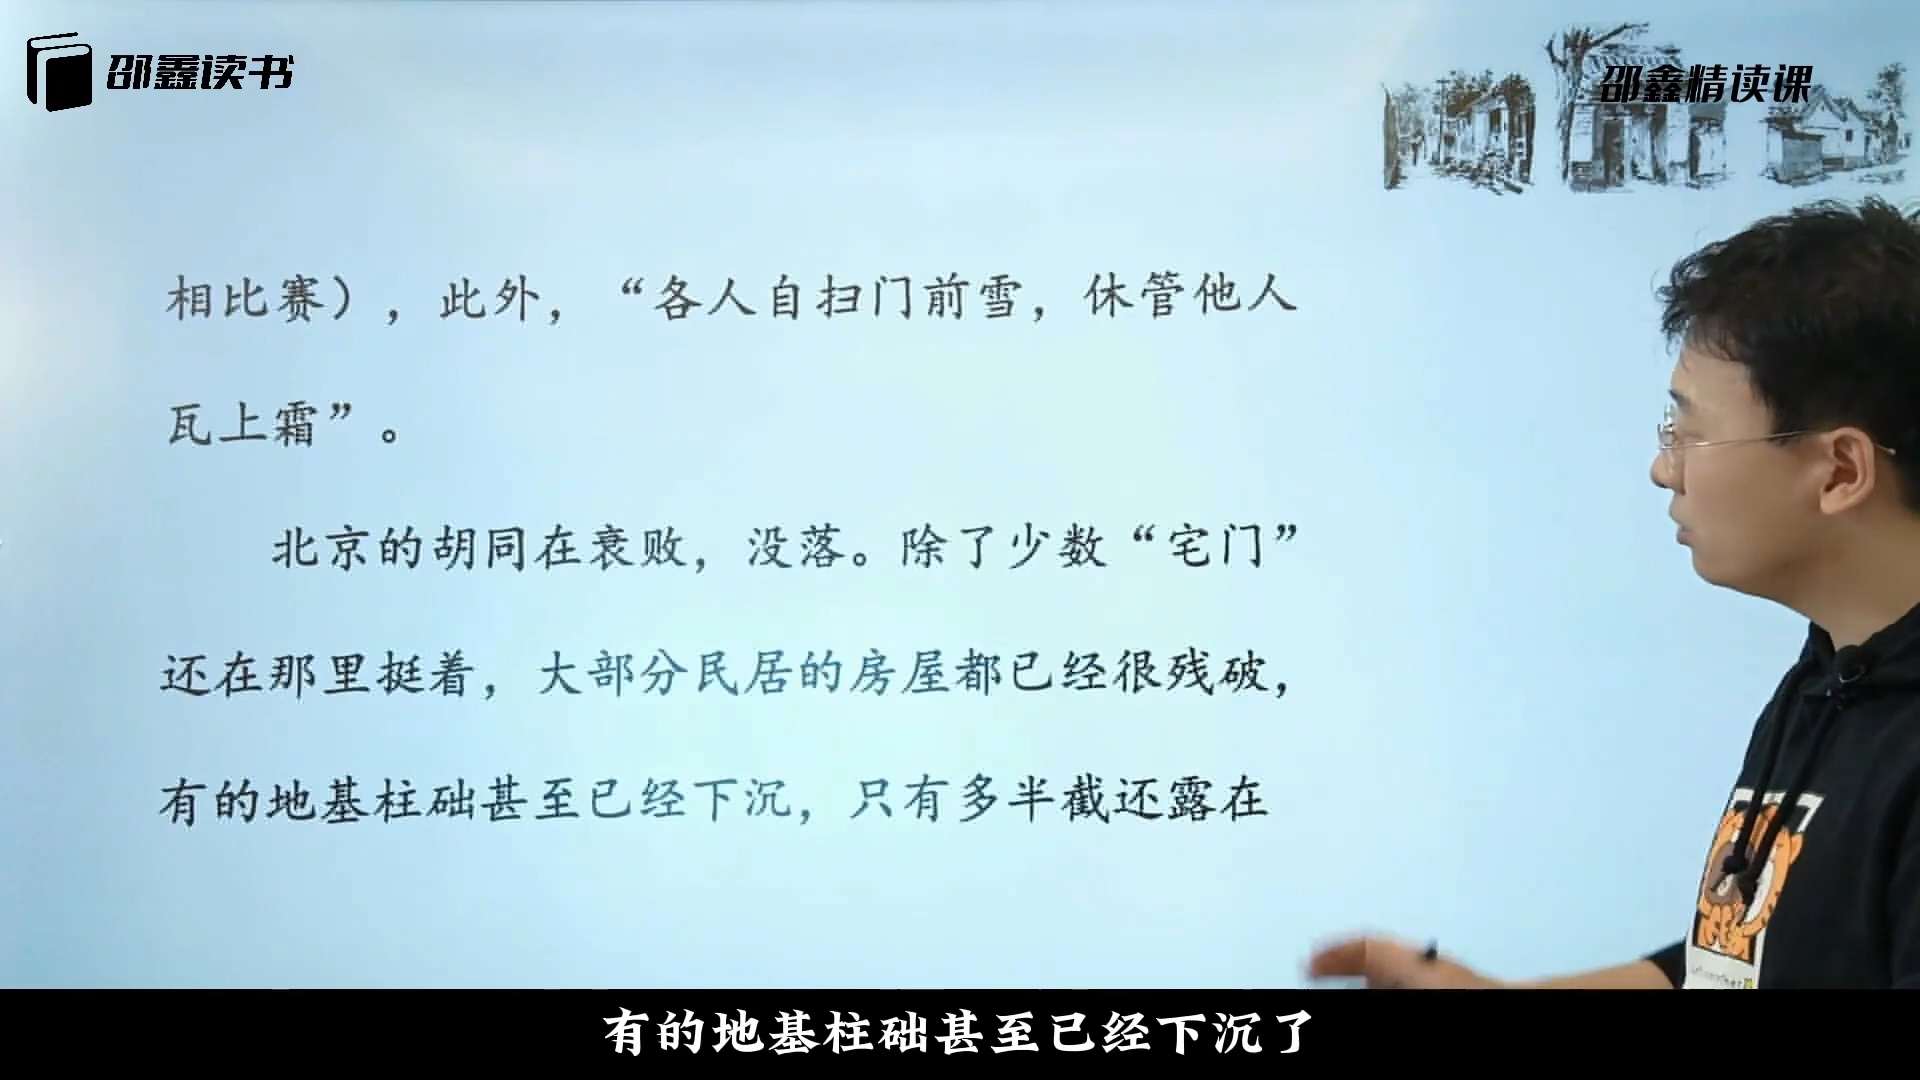 邵鑫读书
邵鑫精读课
相比赛），此外，“各人自扫门前雪，休管他人
瓦上霜”。
北京的胡同在衰败，没落。除了少数“宅门”
还在那里挺着，大部分民居的房屋都已经很残破，
有的地基柱础甚至已经下沉，只有多半截还露在
有的地基柱础甚至已经下沉了